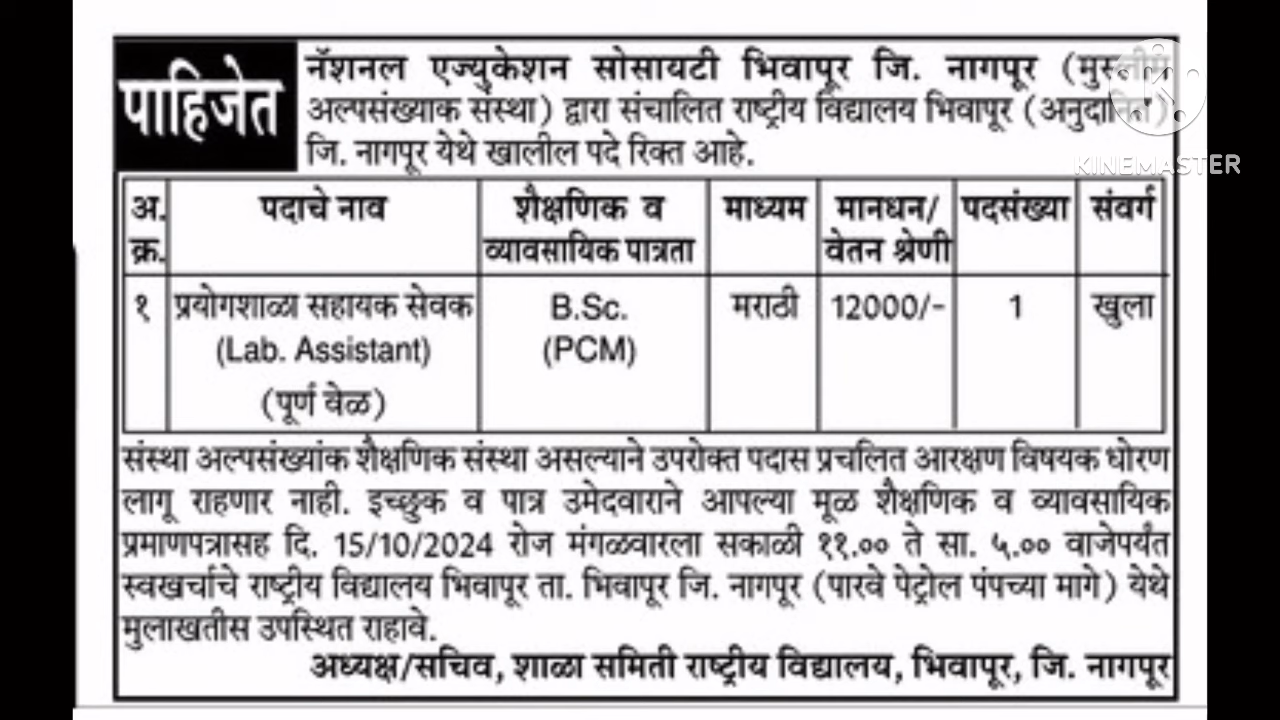 पाहिजेत
नॅशनल एज्युकेशन सोसायटी भिवापूर जि. नागपूर (मुस्लीम
अल्पसंख्याक संस्था) द्वारा संचालित राष्ट्रीय विद्यालय भिवापूर (अनुदानित)
जि. नागपूर येथे खालील पदे रिक्त आहे.
KINEMASTER
अ. क्र. पदाचे नाव शैक्षणिक व व्यावसायिक पात्रता माध्यम मानधन/ वेतन श्रेणी पदसंख्या संवर्ग
१ प्रयोगशाळा सहायक सेवक B.Sc. मराठी 12000/- 1 खुला
(Lab. Assistant) (PCM)
(पूर्ण वेळ)
संस्था अल्पसंख्यांक शैक्षणिक संस्था असल्याने उपरोक्त पदास प्रचलित आरक्षण विषयक धोरण
लागू राहणार नाही. इच्छुक व पात्र उमेदवाराने आपल्या मूळ शैक्षणिक व व्यावसायिक
प्रमाणपत्रासह दि. 15/10/2024 रोज मंगळवारला सकाळी ११.०० ते सा. ५.०० वाजेपर्यंत
स्वखर्चाचे राष्ट्रीय विद्यालय भिवापूर ता. भिवापूर जि. नागपूर (पारवे पेट्रोल पंपच्या मागे) येथे
मुलाखतीस उपस्थित राहावे.
अध्यक्ष/सचिव, शाळा समिती राष्ट्रीय विद्यालय, भिवापूर, जि. नागपूर